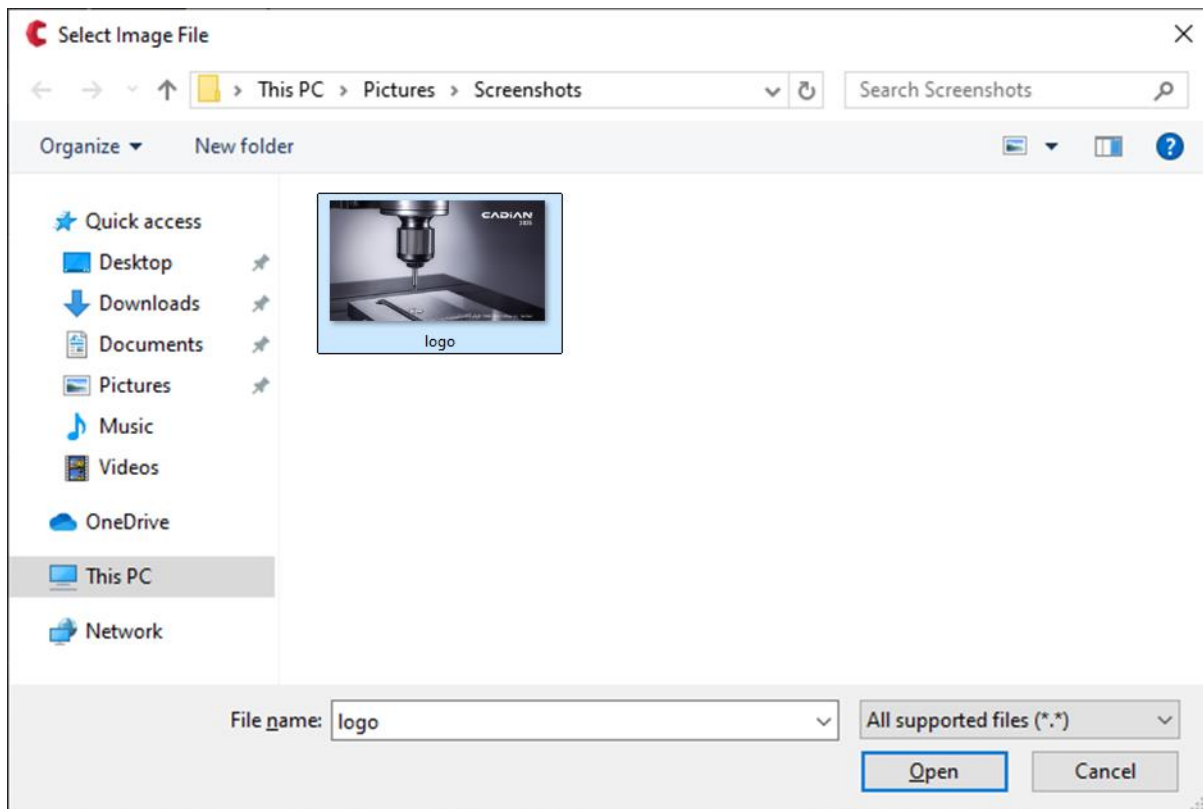 Select Image File
This PC > Pictures > Screenshots
Search Screenshots
Organize
New folder
?
Quick access
Desktop
Downloads
Documents
Pictures
Music
Videos
OneDrive
This PC
Network
CADIAN
logo
File name: logo
All supported files (*.*)
Open
Cancel